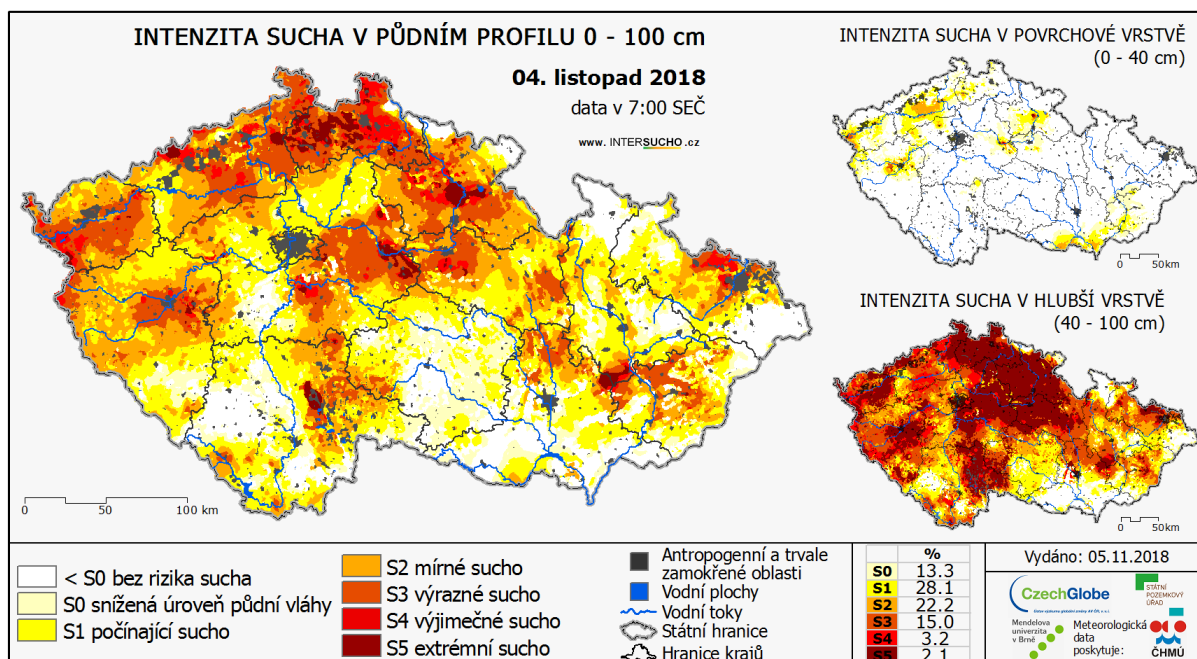 INTENZITA SUCHA V PŮDNÍM PROFILU 0 - 100 cm
04. listopad 2018
data v 7:00 SEČ
www. INTERSUCHO.cz
0 50 100 km
INTENZITA SUCHA V POVRCHOVÉ VRSTVĚ
(0 - 40 cm)
0 50km
INTENZITA SUCHA V HLUBŠÍ VRSTVĚ
(40 - 100 cm)
0 50km
< S0 bez rizika sucha
S0 snížená úroveň půdní vláhy
S1 počínající sucho
S2 mírné sucho
S3 výrazné sucho
S4 výjimečné sucho
S5 extrémní sucho
Antropogenní a trvale
zamokřené oblasti
Vodní plochy
Vodní toky
Státní hranice
Hranice krajů
%
S0 13.3
S1 28.1
S2 22.2
S3 15.0
S4 3.2
S5 2.1
Vydáno: 05.11.2018
CzechGlobe
STÁTNÍ
POZEMKOVÝ
ÚŘAD
Mendelova
univerzita
v Brně
Meteorologická
data
poskytuje:
ČHMÚ